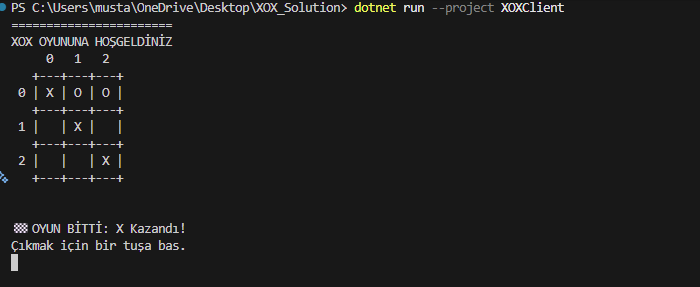 PS C:\Users\musta\OneDrive\Desktop\XOX_Solution> dotnet run --project XOXClient
=======================
XOX OYUNUNA HOŞGELDİNİZ
     0   1   2
   +---+---+---+
 0 | X | O | O |
   +---+---+---+
 1 |   | X |   |
   +---+---+---+
 2 |   |   | X |
   +---+---+---+
🏁 OYUN BİTTİ: X Kazandı!
Çıkmak için bir tuşa bas.